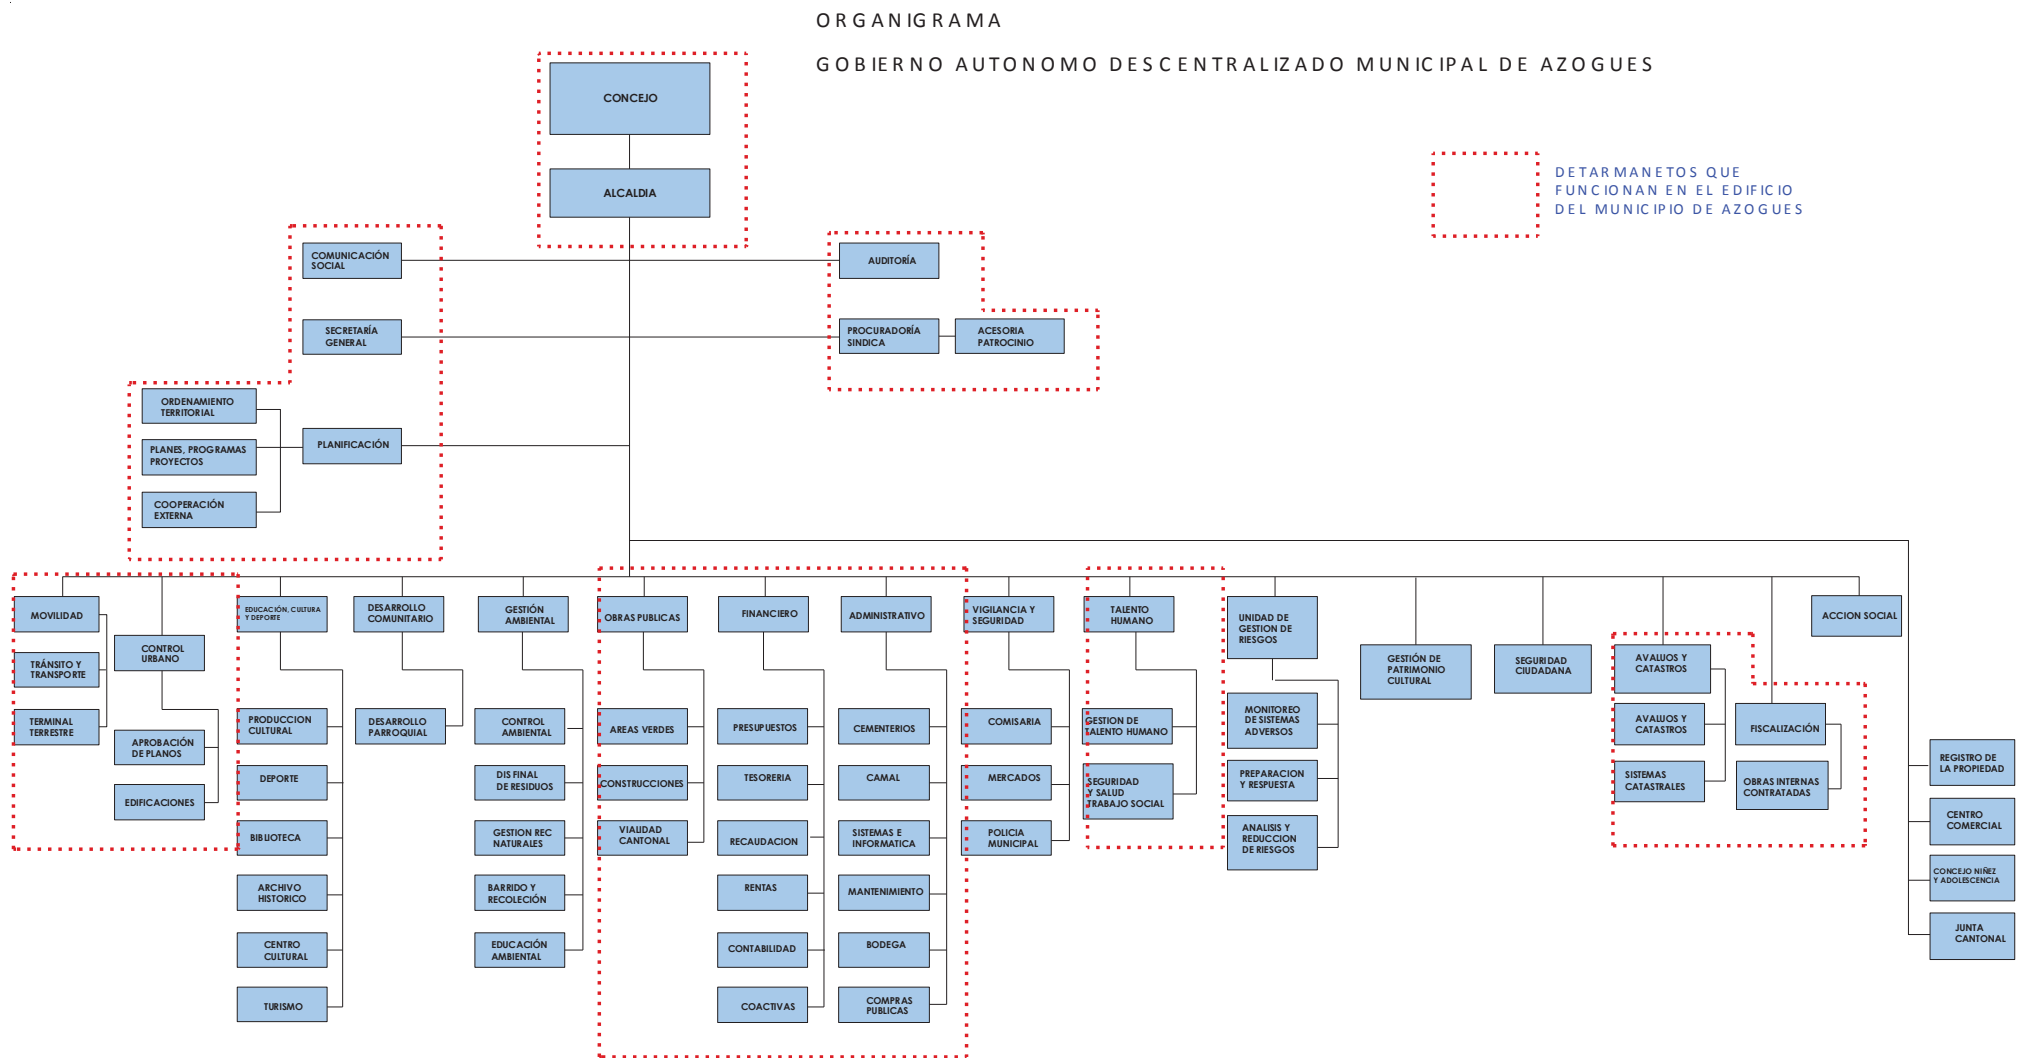 ORGANIGRAMA
GOBIERNO AUTONOMO DESCENTRALIZADO MUNICIPAL DE AZOGUES
CONCEJO
ALCALDIA
DETARMANETOS QUE
FUNCIONAN EN EL EDIFICIO
DEL MUNICIPIO DE AZOGUES
COMUNICACIÓN
SOCIAL
AUDITORÍA
SECRETARÍA
GENERAL
PROCURADORÍA
SINDICA
ACESORIA
PATROCINIO
ORDENAMIENTO
TERRITORIAL
PLANES, PROGRAMAS
PROYECTOS
COOPERACIÓN
EXTERNA
PLANIFICACIÓN
MOVILIDAD
TRÁNSITO Y
TRANSPORTE
TERMINAL
TERRESTRE
CONTROL
URBANO
APROBACIÓN
DE PLANOS
EDIFICACIONES
EDUCACIÓN, CULTURA
Y DEPORTE
PRODUCCION
CULTURAL
DEPORTE
BIBLIOTECA
ARCHIVO
HISTORICO
CENTRO
CULTURAL
TURISMO
DESARROLLO
COMUNITARIO
DESARROLLO
PARROQUIAL
GESTIÓN
AMBIENTAL
CONTROL
AMBIENTAL
DIS FINAL
DE RESIDUOS
GESTION REC
NATURALES
BARRIDO Y
RECOLECIÓN
EDUCACIÓN
AMBIENTAL
OBRAS PUBLICAS
AREAS VERDES
CONSTRUCCIONES
VIALIDAD
CANTONAL
FINANCIERO
PRESUPUESTOS
TESORERIA
RECAUDACION
RENTAS
CONTABILIDAD
COACTIVAS
ADMINISTRATIVO
CEMENTERIOS
CAMAL
SISTEMAS E
INFORMATICA
MANTENIMIENTO
BODEGA
COMPRAS
PUBLICAS
VIGILANCIA Y
SEGURIDAD
COMISARIA
MERCADOS
POLICIA
MUNICIPAL
TALENTO
HUMANO
GESTION DE
TALENTO HUMANO
SEGURIDAD
Y SALUD
TRABAJO SOCIAL
UNIDAD DE
GESTION DE
RIESGOS
MONITOREO
DE SISTEMAS
ADVERSOS
PREPARACION
Y RESPUESTA
ANALISIS Y
REDUCCION
DE RIESGOS
GESTIÓN DE
PATRIMONIO
CULTURAL
SEGURIDAD
CIUDADANA
AVALUOS Y
CATASTROS
AVALUOS Y
CATASTROS
SISTEMAS
CATASTRALES
FISCALIZACIÓN
OBRAS INTERNAS
CONTRATADAS
ACCION SOCIAL
REGISTRO DE
LA PROPIEDAD
CENTRO
COMERCIAL
CONCEJO NIÑEZ
Y ADOLESCENCIA
JUNTA
CANTONAL